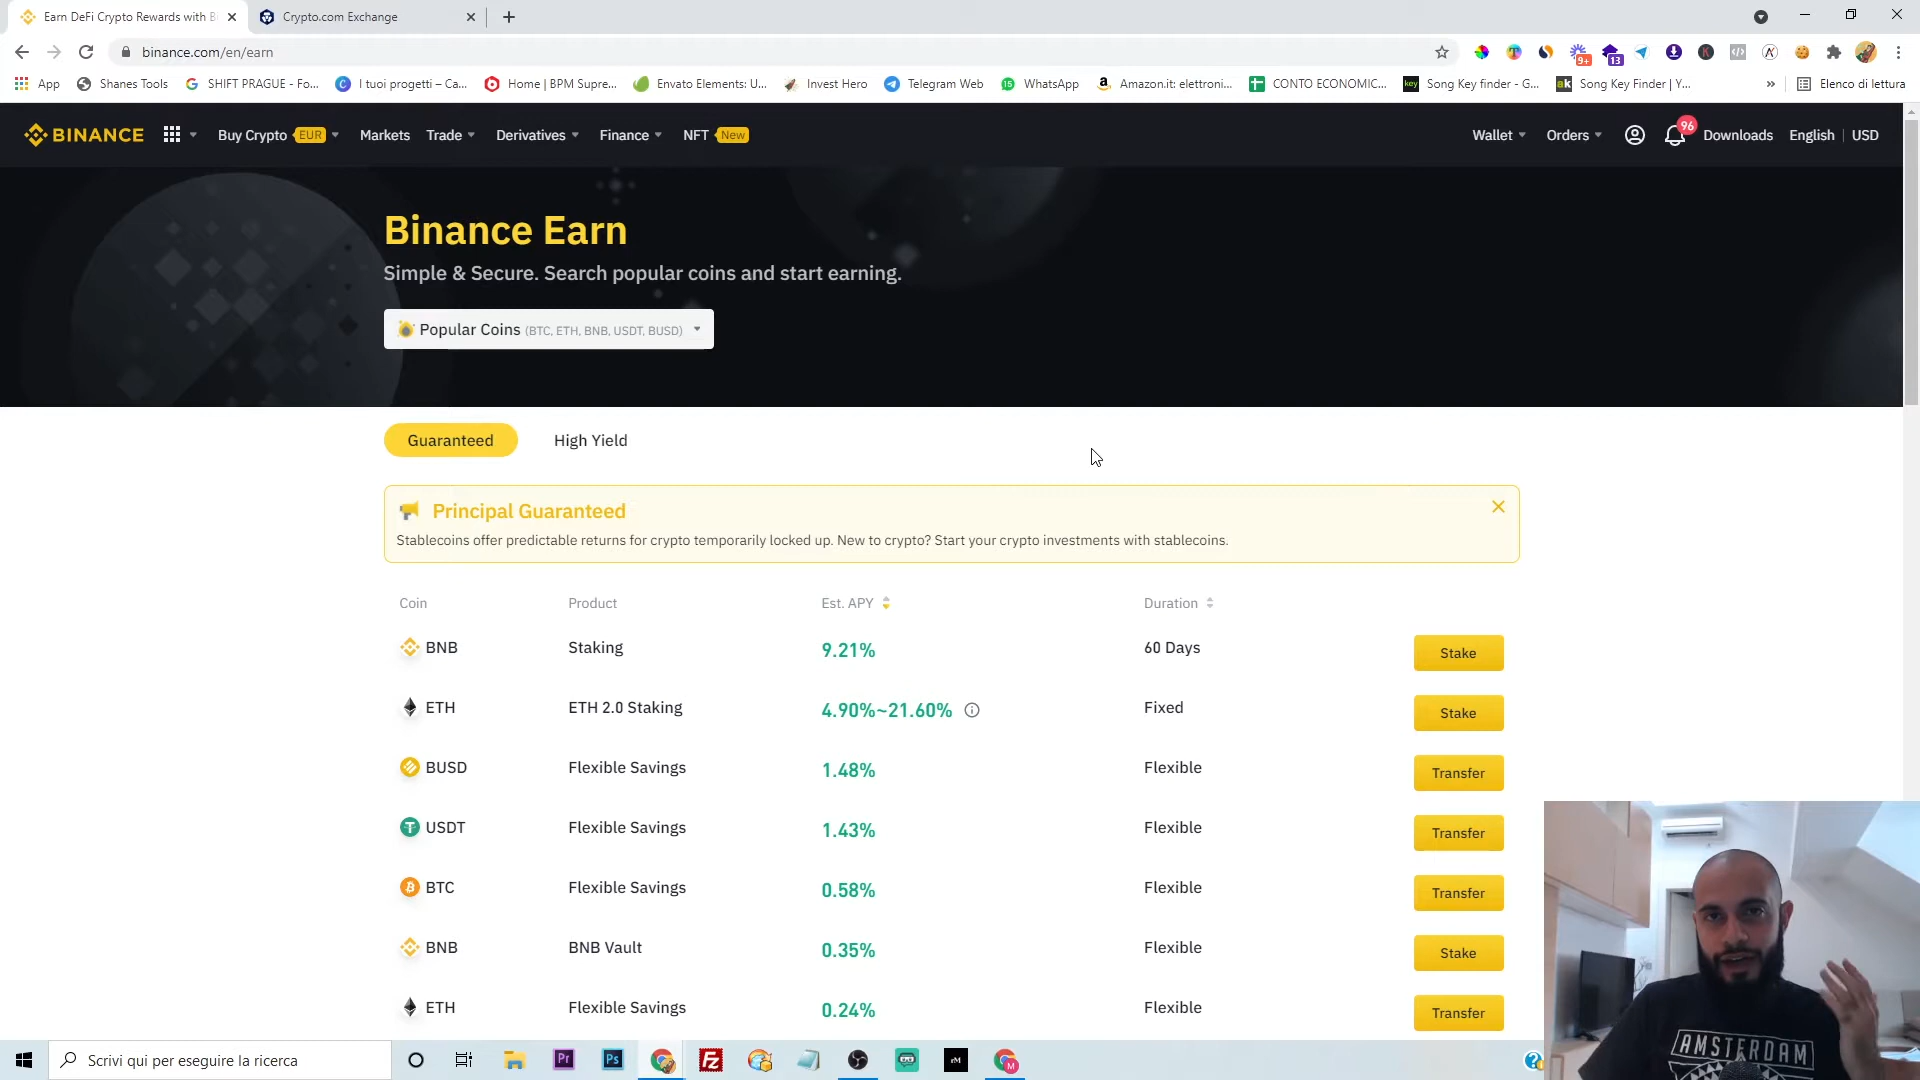 Earn DeFi Crypto Rewards with B
Crypto.com Exchange
binance.com/en/earn
9+
13
App
Shanes Tools
SHIFT PRAGUE - Fo...
I tuoi progetti – Ca...
Home | BPM Supre...
Envato Elements: U...
Invest Hero
Telegram Web
WhatsApp
Amazon.it: elettroni...
CONTO ECONOMIC...
Song Key finder - G...
Song Key Finder | Y...
Elenco di lettura
BINANCE
Buy Crypto EUR
Markets
Trade
Derivatives
Finance
NFT New
Wallet
Orders
96
Downloads
English
USD
Binance Earn
Simple & Secure. Search popular coins and start earning.
Popular Coins (BTC, ETH, BNB, USDT, BUSD)
Guaranteed
High Yield
Principal Guaranteed
Stablecoins offer predictable returns for crypto temporarily locked up. New to crypto? Start your crypto investments with stablecoins.
Coin Product Est. APY Duration
BNB Staking 9.21% 60 Days Stake
ETH ETH 2.0 Staking 4.90%~21.60% Fixed Stake
BUSD Flexible Savings 1.48% Flexible Transfer
USDT Flexible Savings 1.43% Flexible Transfer
BTC Flexible Savings 0.58% Flexible Transfer
BNB BNB Vault 0.35% Flexible Stake
ETH Flexible Savings 0.24% Flexible Transfer
AMSTERDAM
Scrivi qui per eseguire la ricerca
Pr
Ps
Fz
rM
M